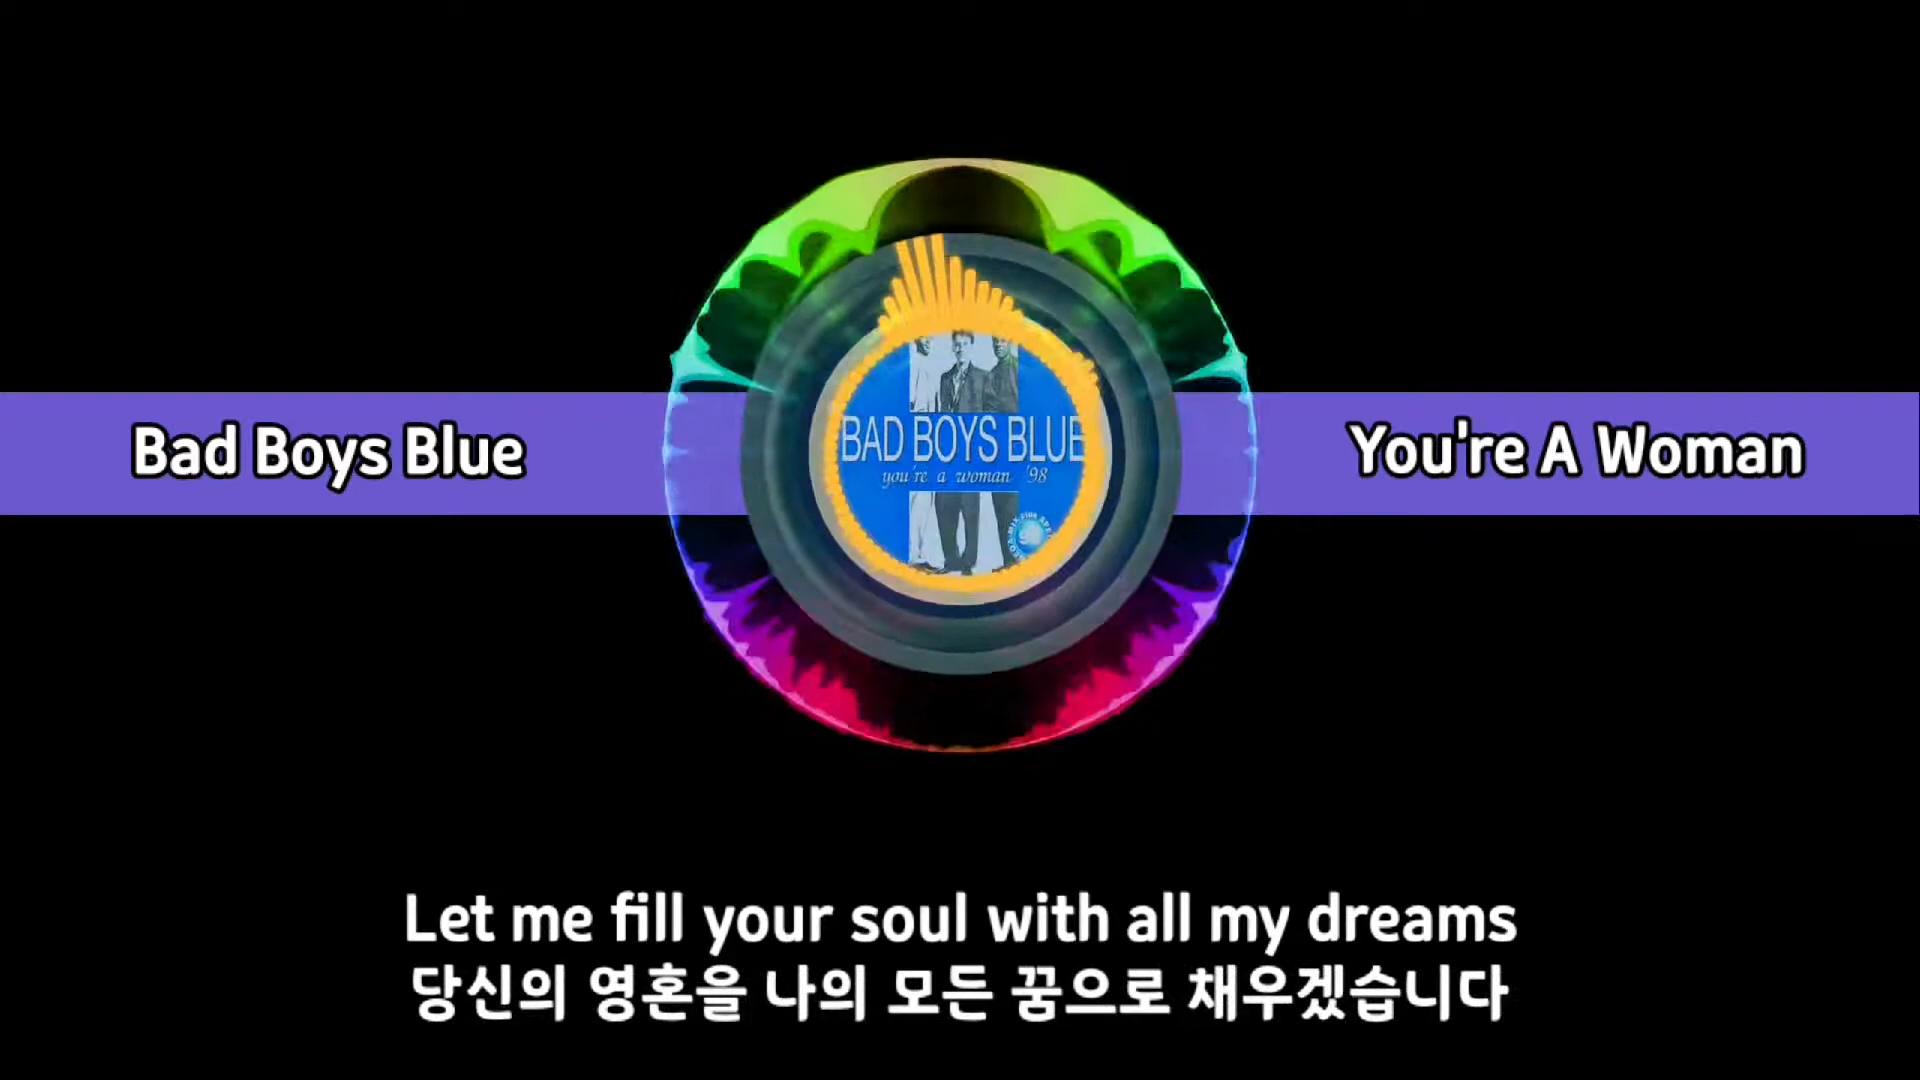 Bad Boys Blue
You're A Woman
BAD BOYS BLUE
you're a woman '98
Let me fill your soul with all my dreams
당신의 영혼을 나의 모든 꿈으로 채우겠습니다